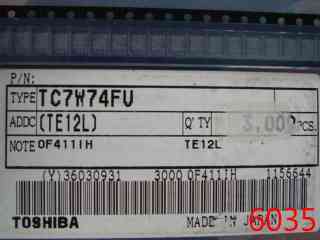 P/N:
TYPE TC7W74FU
ADDC (TE12L) Q'TY 3,000 PCS.
NOTE 0F411IH TE12L
(Y)36030931 3000 0F411IH 1156644
TOSHIBA MADE IN JAPAN
6035